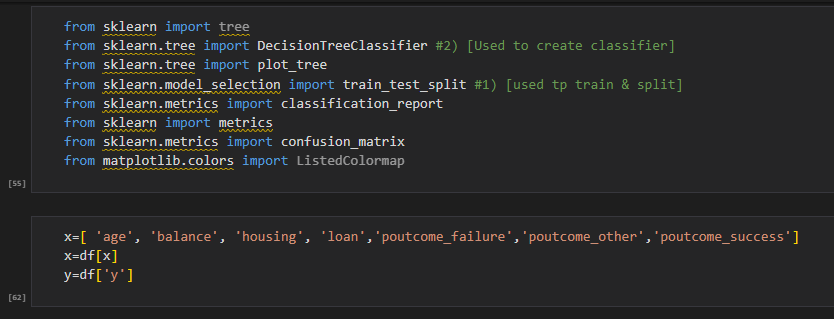 from sklearn import tree
from sklearn.tree import DecisionTreeClassifier #2) [Used to create classifier]
from sklearn.tree import plot_tree
from sklearn.model_selection import train_test_split #1) [used tp train & split]
from sklearn.metrics import classification_report
from sklearn import metrics
from sklearn.metrics import confusion_matrix
from matplotlib.colors import ListedColormap
[55]
x=[ 'age', 'balance', 'housing', 'loan','poutcome_failure','poutcome_other','poutcome_success']
x=df[x]
y=df['y']
[62]